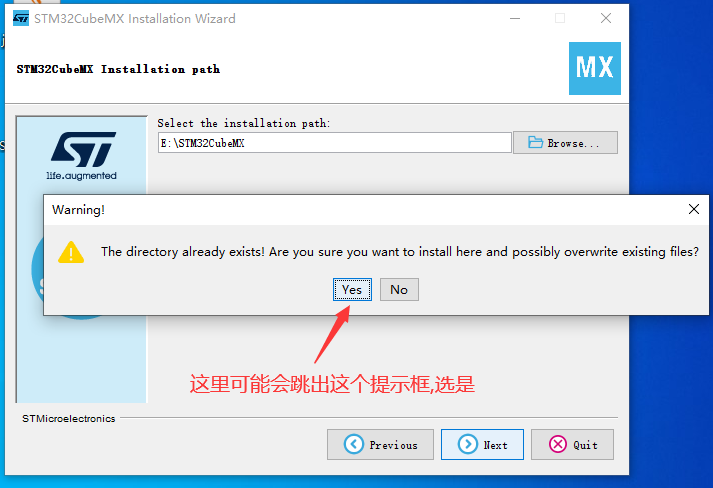 STM32CubeMX Installation Wizard
STM32CubeMX Installation path
MX
Select the installation path:
E:\STM32CubeMX
Browse...
ST
life.augmented
Warning!
The directory already exists! Are you sure you want to install here and possibly overwrite existing files?
Yes
No
这里可能会跳出这个提示框,选是
STMicroelectronics
Previous
Next
Quit